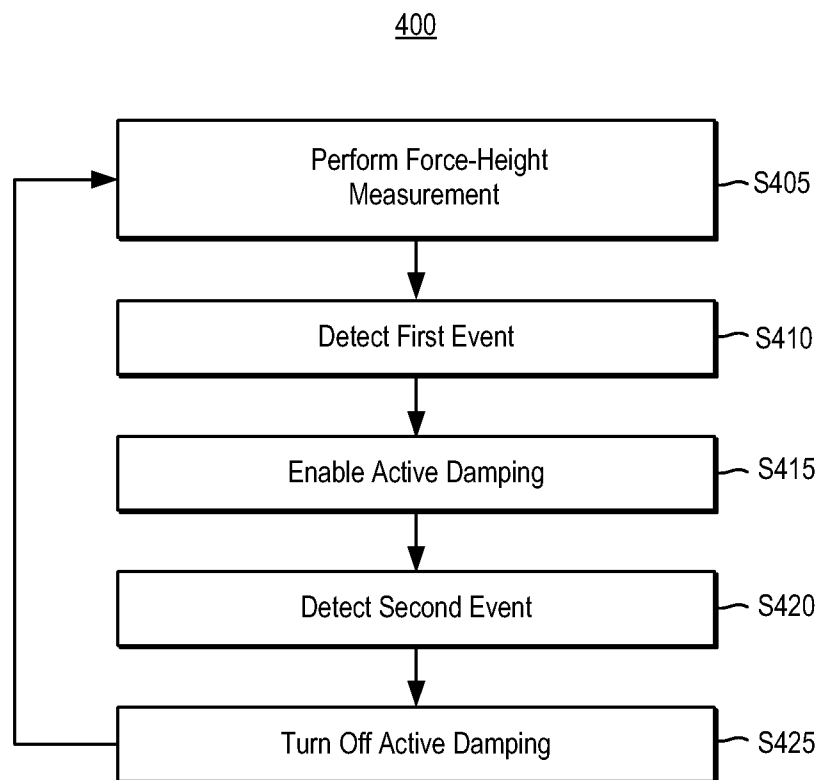 400
Perform Force-Height
Measurement
S405
Detect First Event
S410
Enable Active Damping
S415
Detect Second Event
S420
Turn Off Active Damping
S425